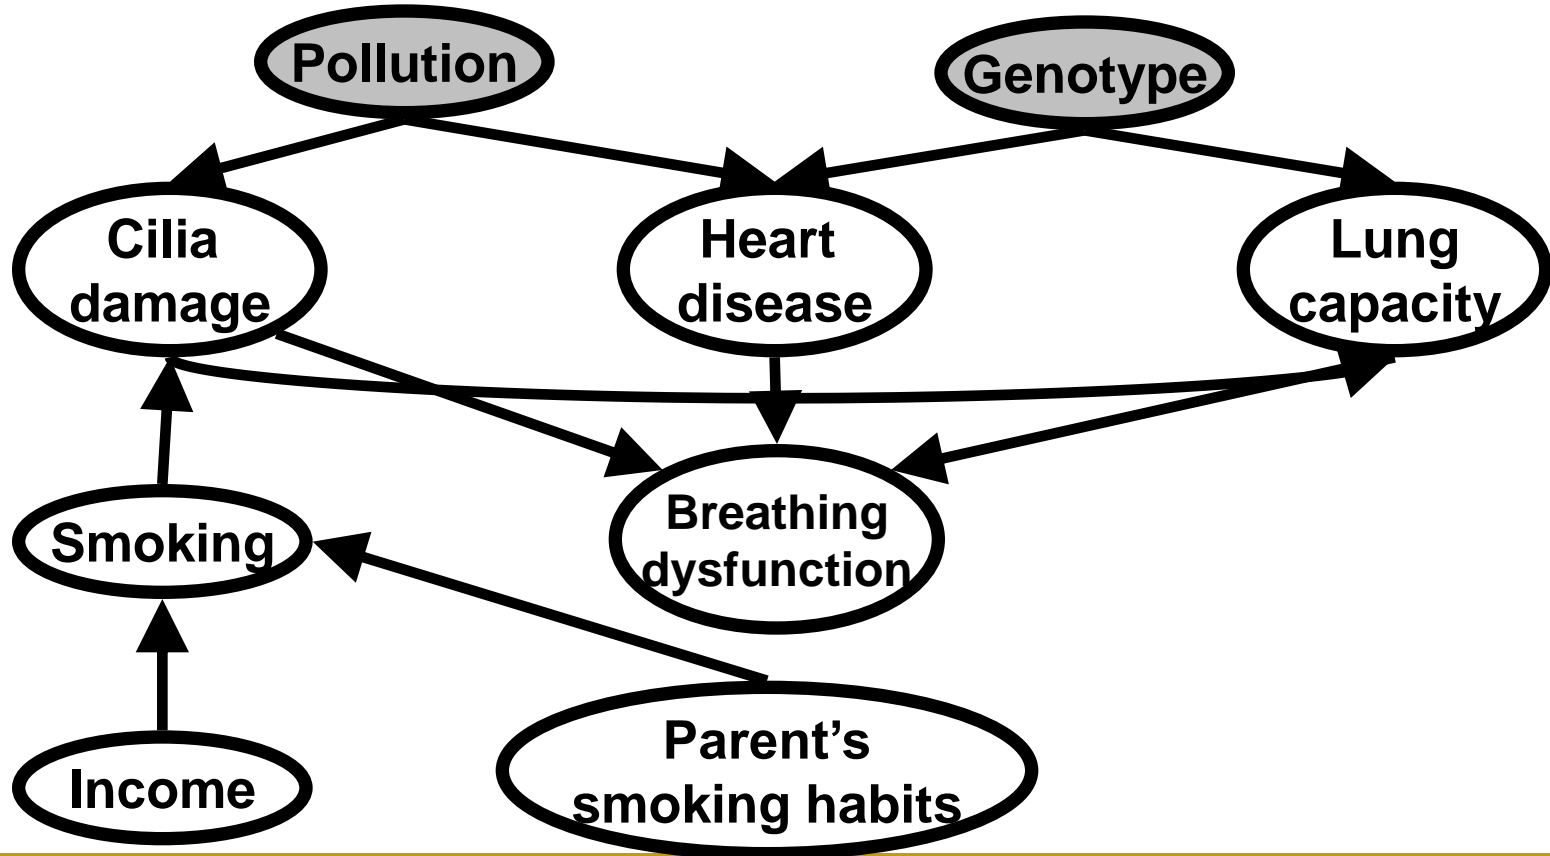 Pollution
Genotype
Cilia
damage
Heart
disease
Lung
capacity
Smoking
Breathing
dysfunction
Income
Parent’s
smoking habits